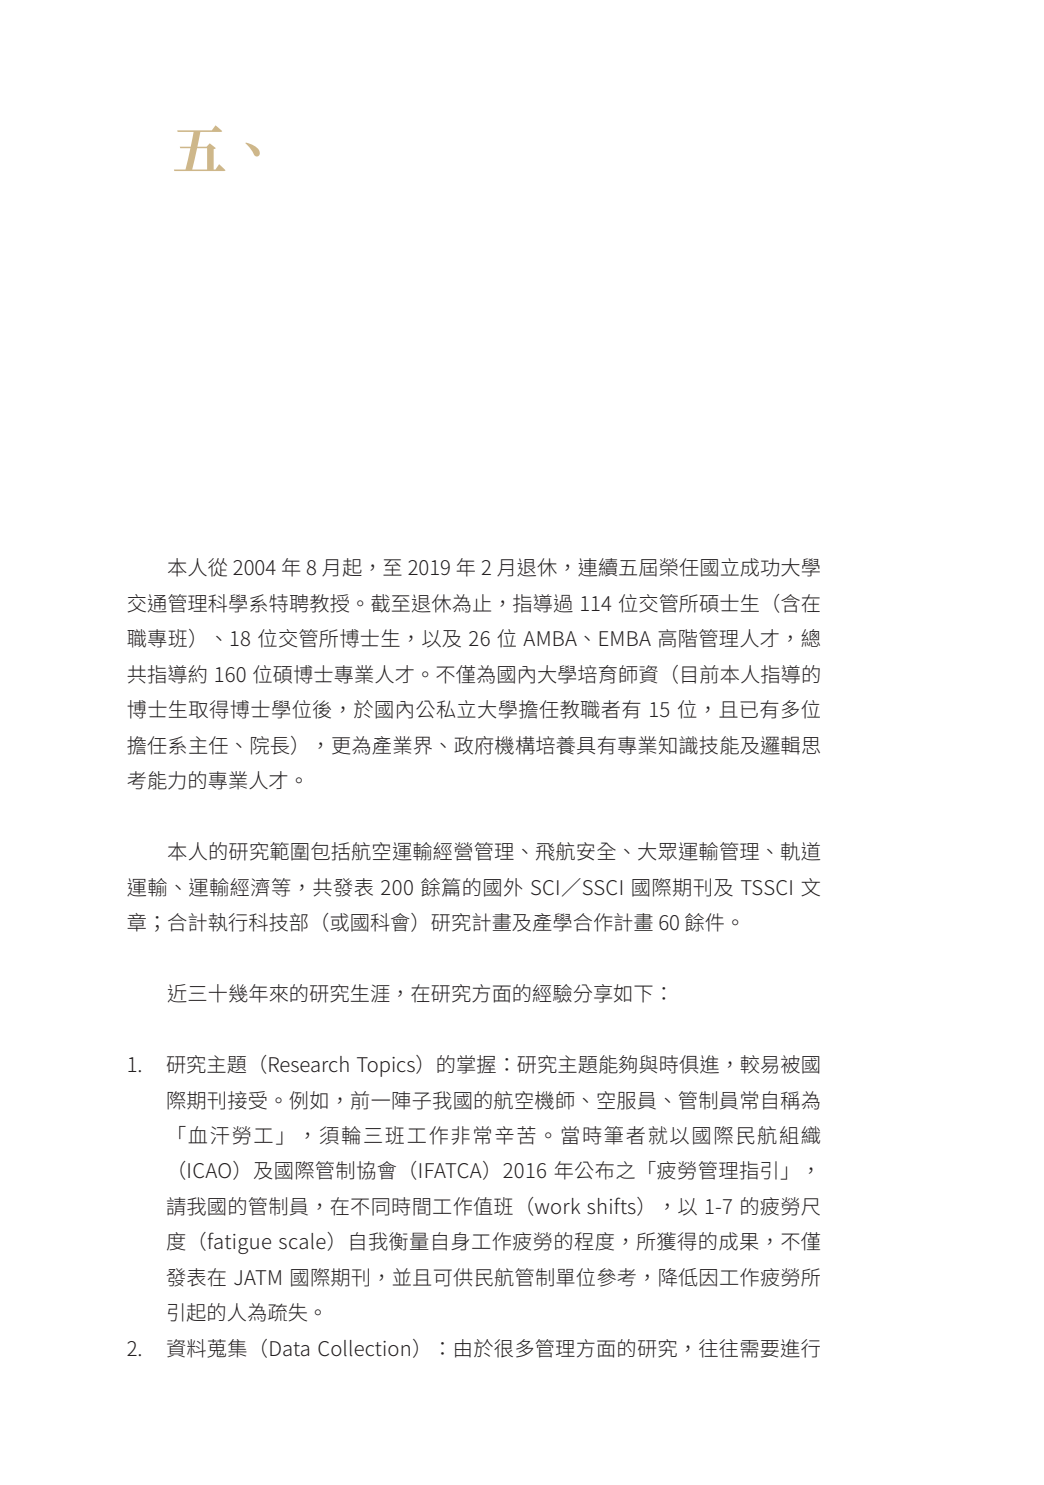 五、
本人從 2004 年 8 月起，至 2019 年 2 月退休，連續五屆榮任國立成功大學
交通管理科學系特聘教授。截至退休為止，指導過 114 位交管所碩士生（含在
職專班）、18 位交管所博士生，以及 26 位 AMBA、EMBA 高階管理人才，總
共指導約 160 位碩博士專業人才。不僅為國內大學培育師資（目前本人指導的
博士生取得博士學位後，於國內公私立大學擔任教職者有 15 位，且已有多位
擔任系主任、院長），更為產業界、政府機構培養具有專業知識技能及邏輯思
考能力的專業人才。
本人的研究範圍包括航空運輸經營管理、飛航安全、大眾運輸管理、軌道
運輸、運輸經濟等，共發表 200 餘篇的國外 SCI／SSCI 國際期刊及 TSSCI 文
章；合計執行科技部（或國科會）研究計畫及產學合作計畫 60 餘件。
近三十幾年來的研究生涯，在研究方面的經驗分享如下：
1. 研究主題（Research Topics）的掌握：研究主題能夠與時俱進，較易被國
際期刊接受。例如，前一陣子我國的航空機師、空服員、管制員常自稱為
「血汗勞工」，須輪三班工作非常辛苦。當時筆者就以國際民航組織
（ICAO）及國際管制協會（IFATCA）2016 年公布之「疲勞管理指引」，
請我國的管制員，在不同時間工作值班（work shifts），以 1-7 的疲勞尺
度（fatigue scale）自我衡量自身工作疲勞的程度，所獲得的成果，不僅
發表在 JATM 國際期刊，並且可供民航管制單位參考，降低因工作疲勞所
引起的人為疏失。
2. 資料蒐集（Data Collection）：由於很多管理方面的研究，往往需要進行